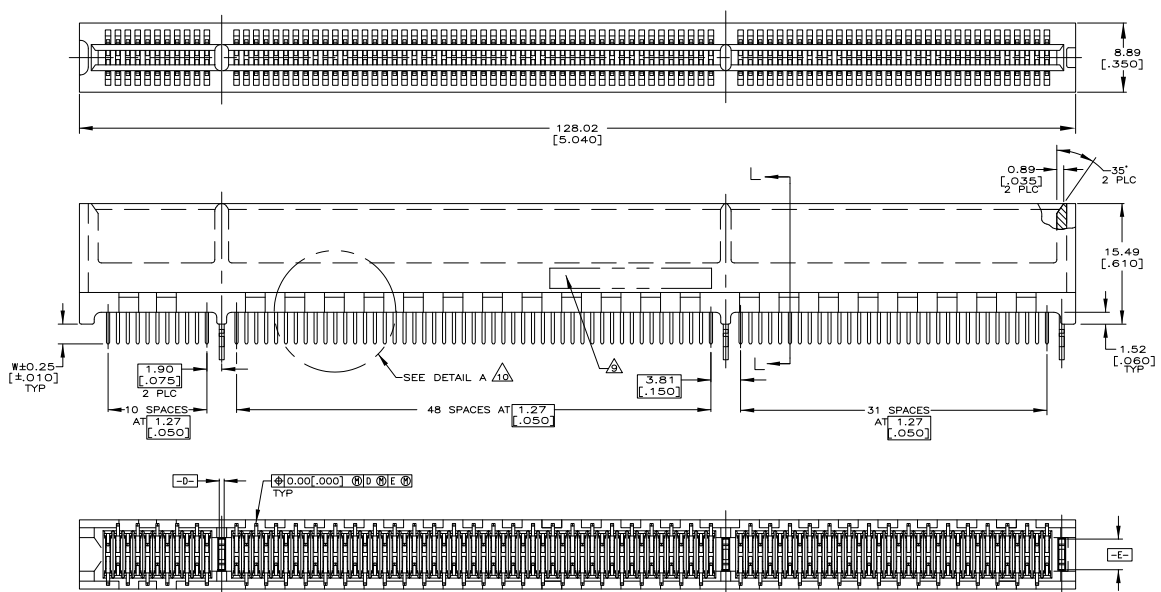 8.89
[.350]
128.02
[5.040]
0.89
[.035]
2 PLC
35°
2 PLC
L
15.49
[.610]
W±0.25
[±.010]
TYP
1.90
[.075]
2 PLC
SEE DETAIL A 10
9
L
3.81
[.150]
1.52
[.060]
TYP
10 SPACES
AT 1.27
[.050]
48 SPACES AT 1.27
[.050]
31 SPACES
AT 1.27
[.050]
-D-
⌖ 0.00[.000] Ⓜ D Ⓜ E Ⓜ
TYP
-E-